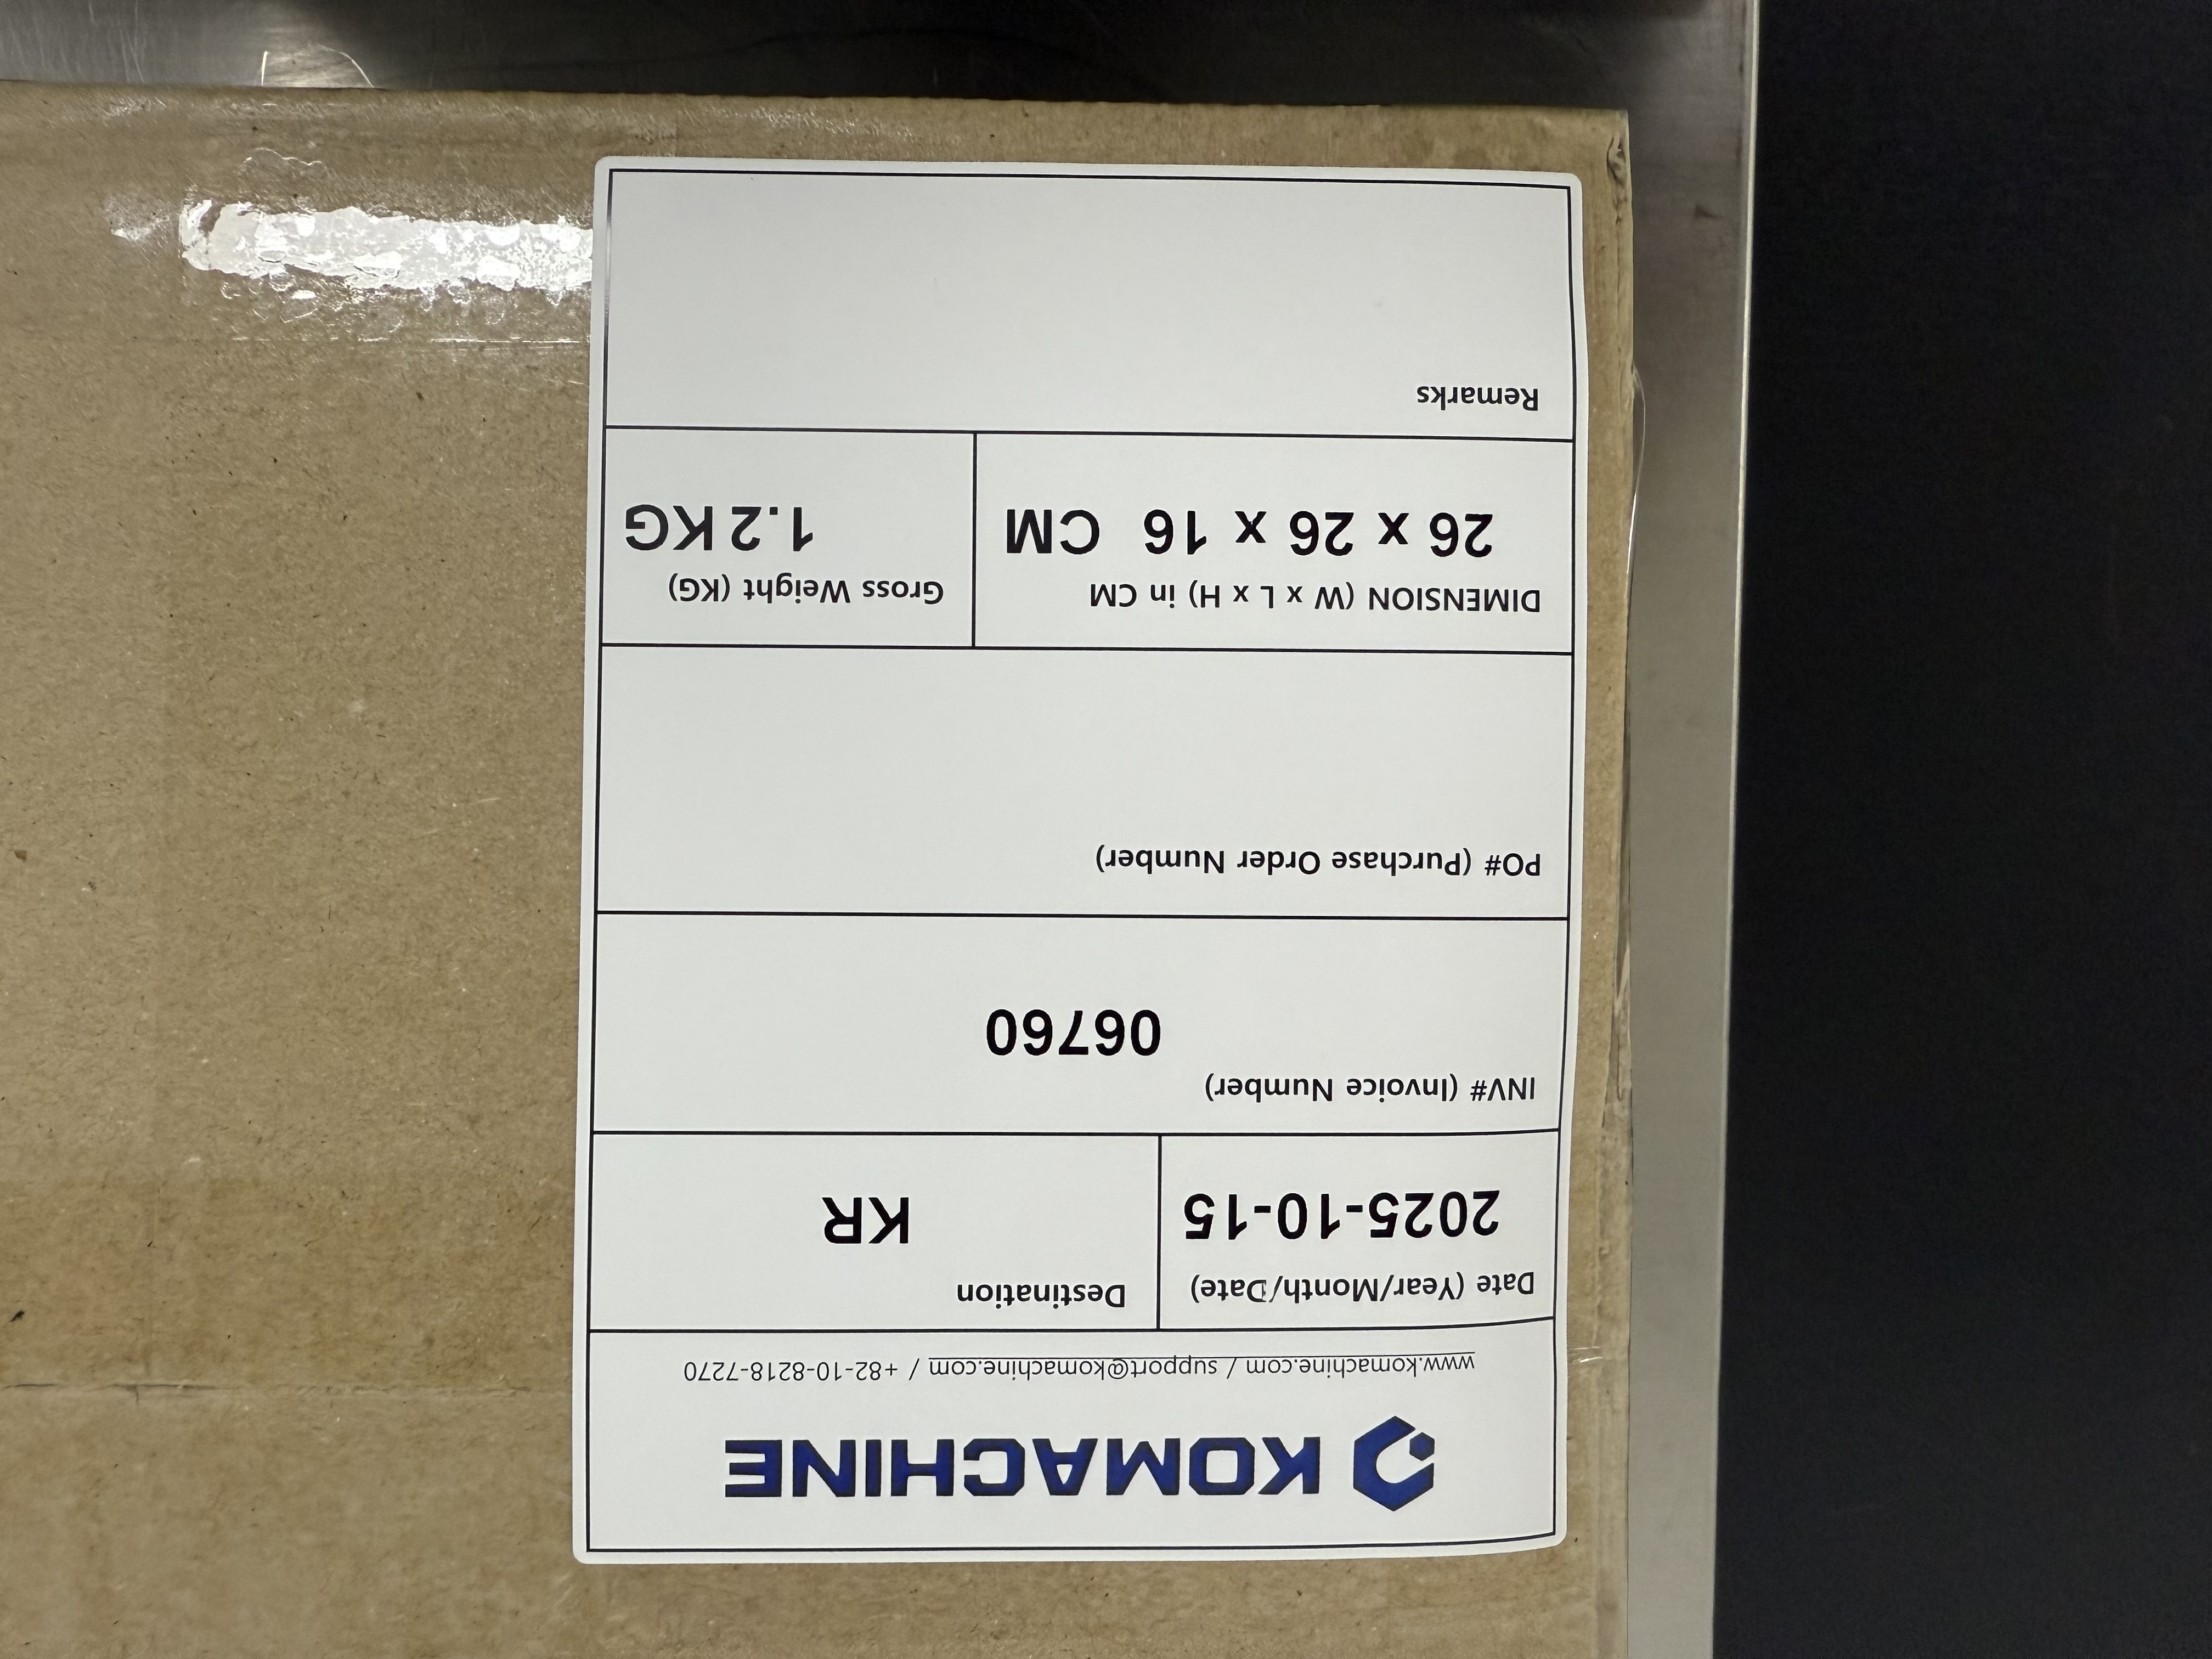 KOMACHINE
www.komachine.com / support@komachine.com / +82-10-8218-7270
Date (Year/Month/Date)
2025-10-15
Destination
KR
INV# (Invoice Number)
06760
PO# (Purchase Order Number)
DIMENSION (W x L x H) in CM
26 x 26 x 16 CM
Gross Weight (KG)
1.2 KG
Remarks